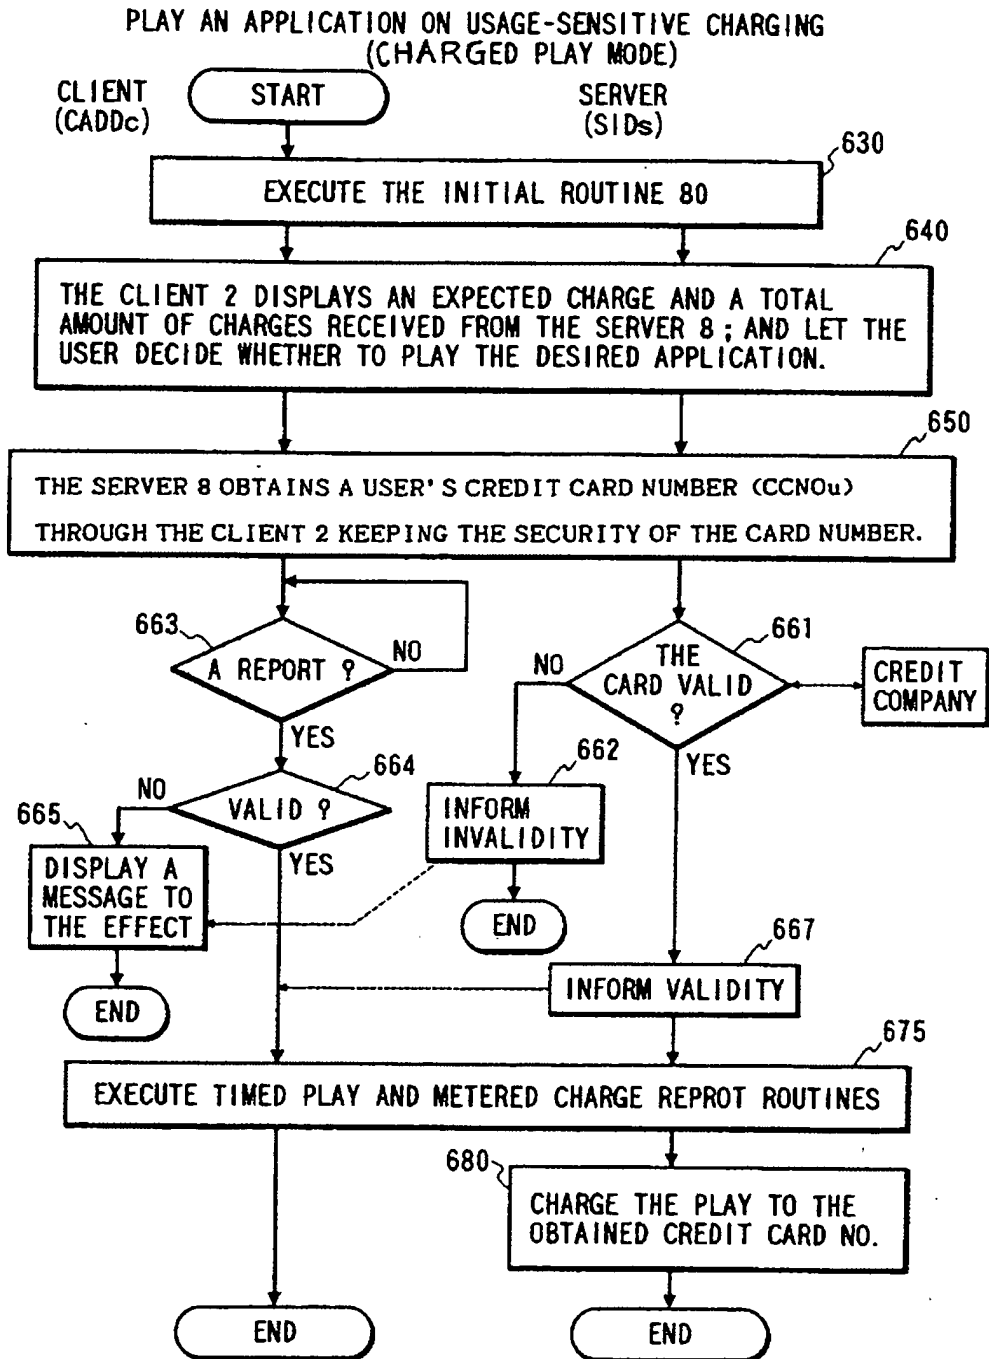 PLAY AN APPLICATION ON USAGE-SENSITIVE CHARGING
(CHARGED PLAY MODE)
CLIENT
(CADDc)
START
SERVER
(SIDs)
630
EXECUTE THE INITIAL ROUTINE 80
640
THE CLIENT 2 DISPLAYS AN EXPECTED CHARGE AND A TOTAL
AMOUNT OF CHARGES RECEIVED FROM THE SERVER 8 ; AND LET THE
USER DECIDE WHETHER TO PLAY THE DESIRED APPLICATION.
650
THE SERVER 8 OBTAINS A USER'S CREDIT CARD NUMBER (CCNOu)
THROUGH THE CLIENT 2 KEEPING THE SECURITY OF THE CARD NUMBER.
663
A REPORT ?
NO
YES
661
THE
CARD VALID
?
NO
YES
CREDIT
COMPANY
664
VALID ?
NO
YES
662
INFORM
INVALIDITY
END
665
DISPLAY A
MESSAGE TO
THE EFFECT
END
667
INFORM VALIDITY
675
EXECUTE TIMED PLAY AND METERED CHARGE REPROT ROUTINES
680
CHARGE THE PLAY TO THE
OBTAINED CREDIT CARD NO.
END
END